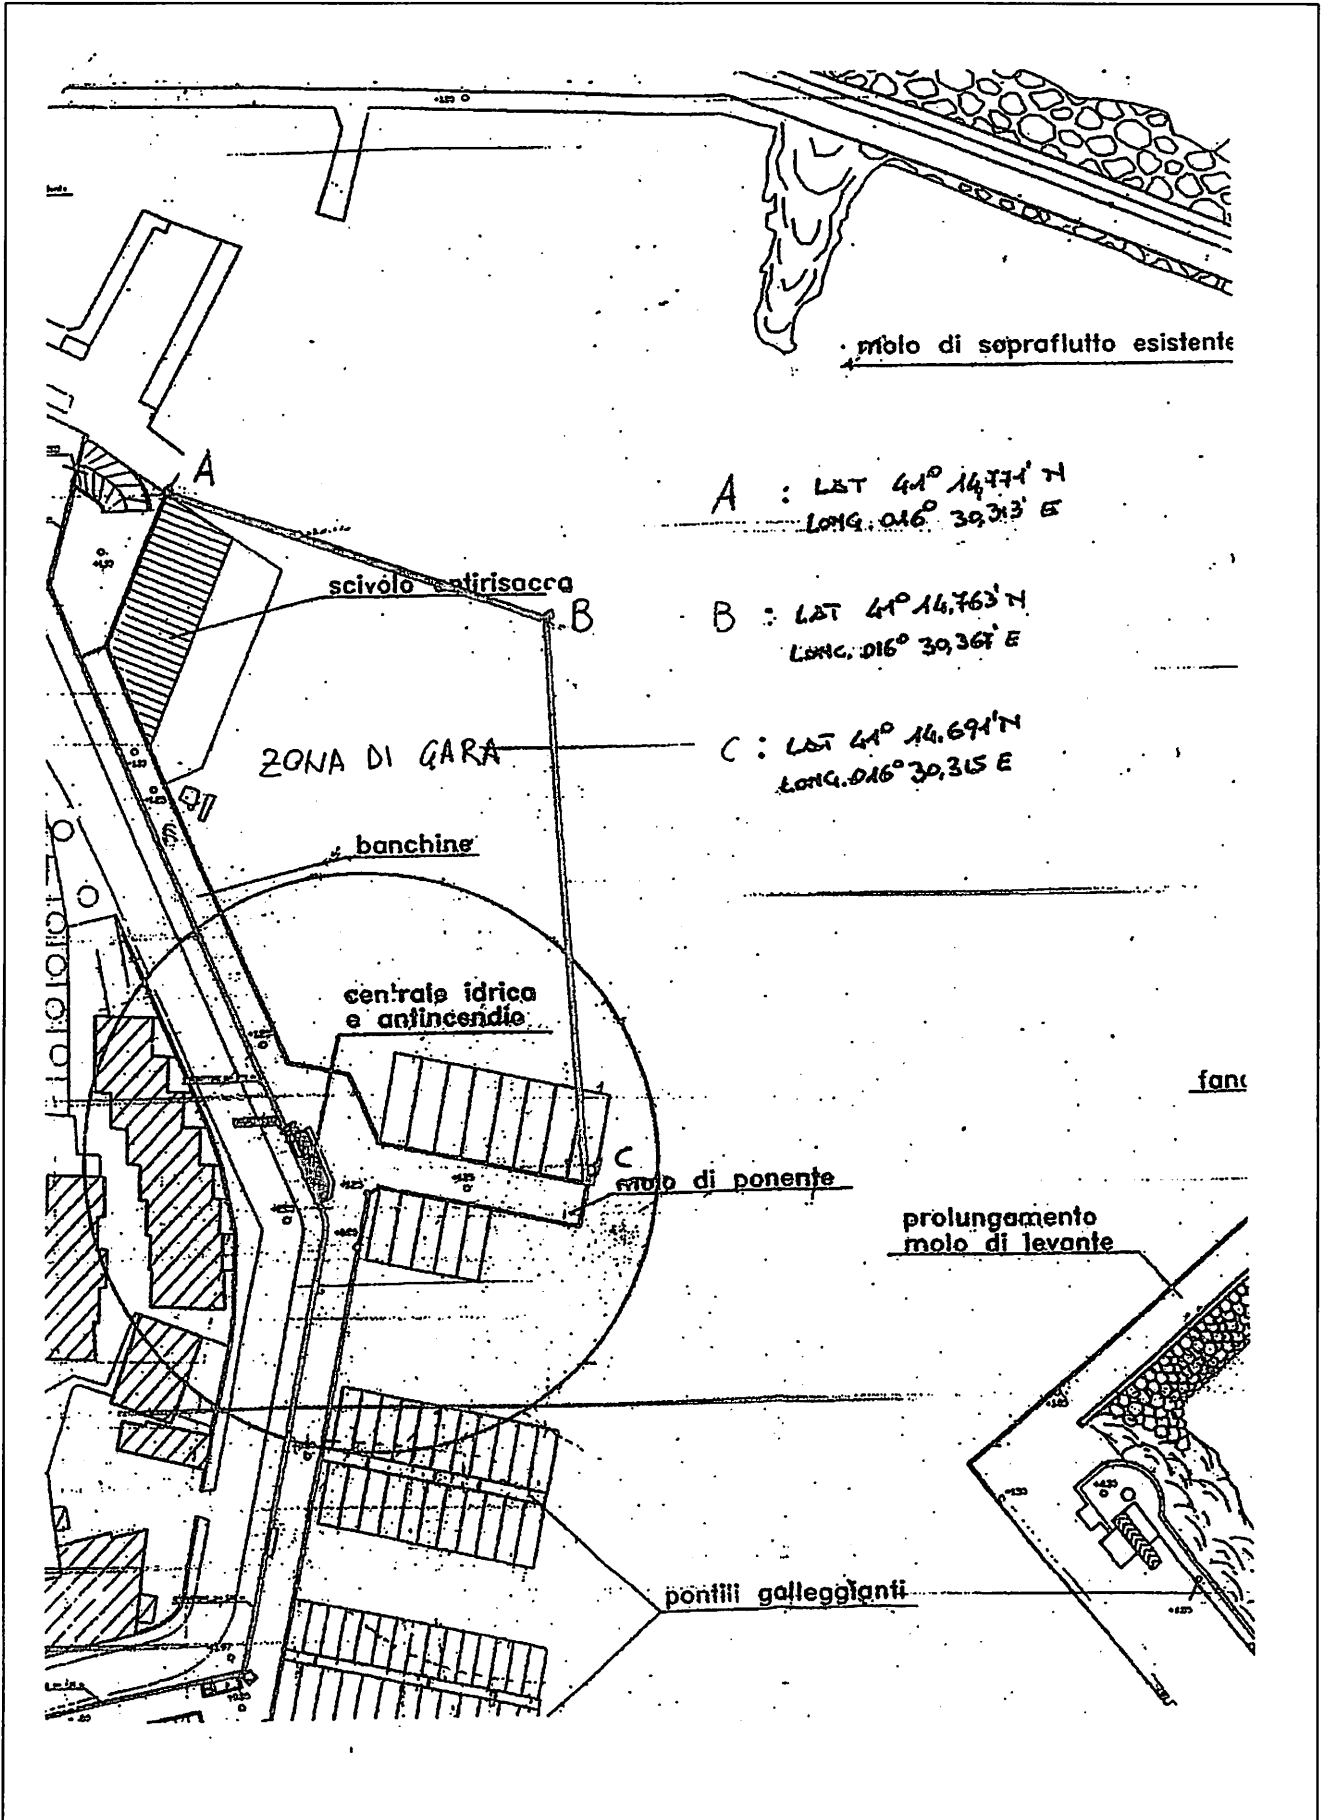 molo di sopraflutto esistente
A
A : LAT 41° 14,771' N
LONG. 016° 30,313' E
scivolo antirisacca
B
B : LAT 41° 14,763' N
LONG. 016° 30,367' E
ZONA DI GARA
C : LAT 41° 14.691' N
LONG. 016° 30,315 E
banchine
centrale idrica
e antincendio
fano
C
molo di ponente
prolungamento
molo di levante
pontili galleggianti